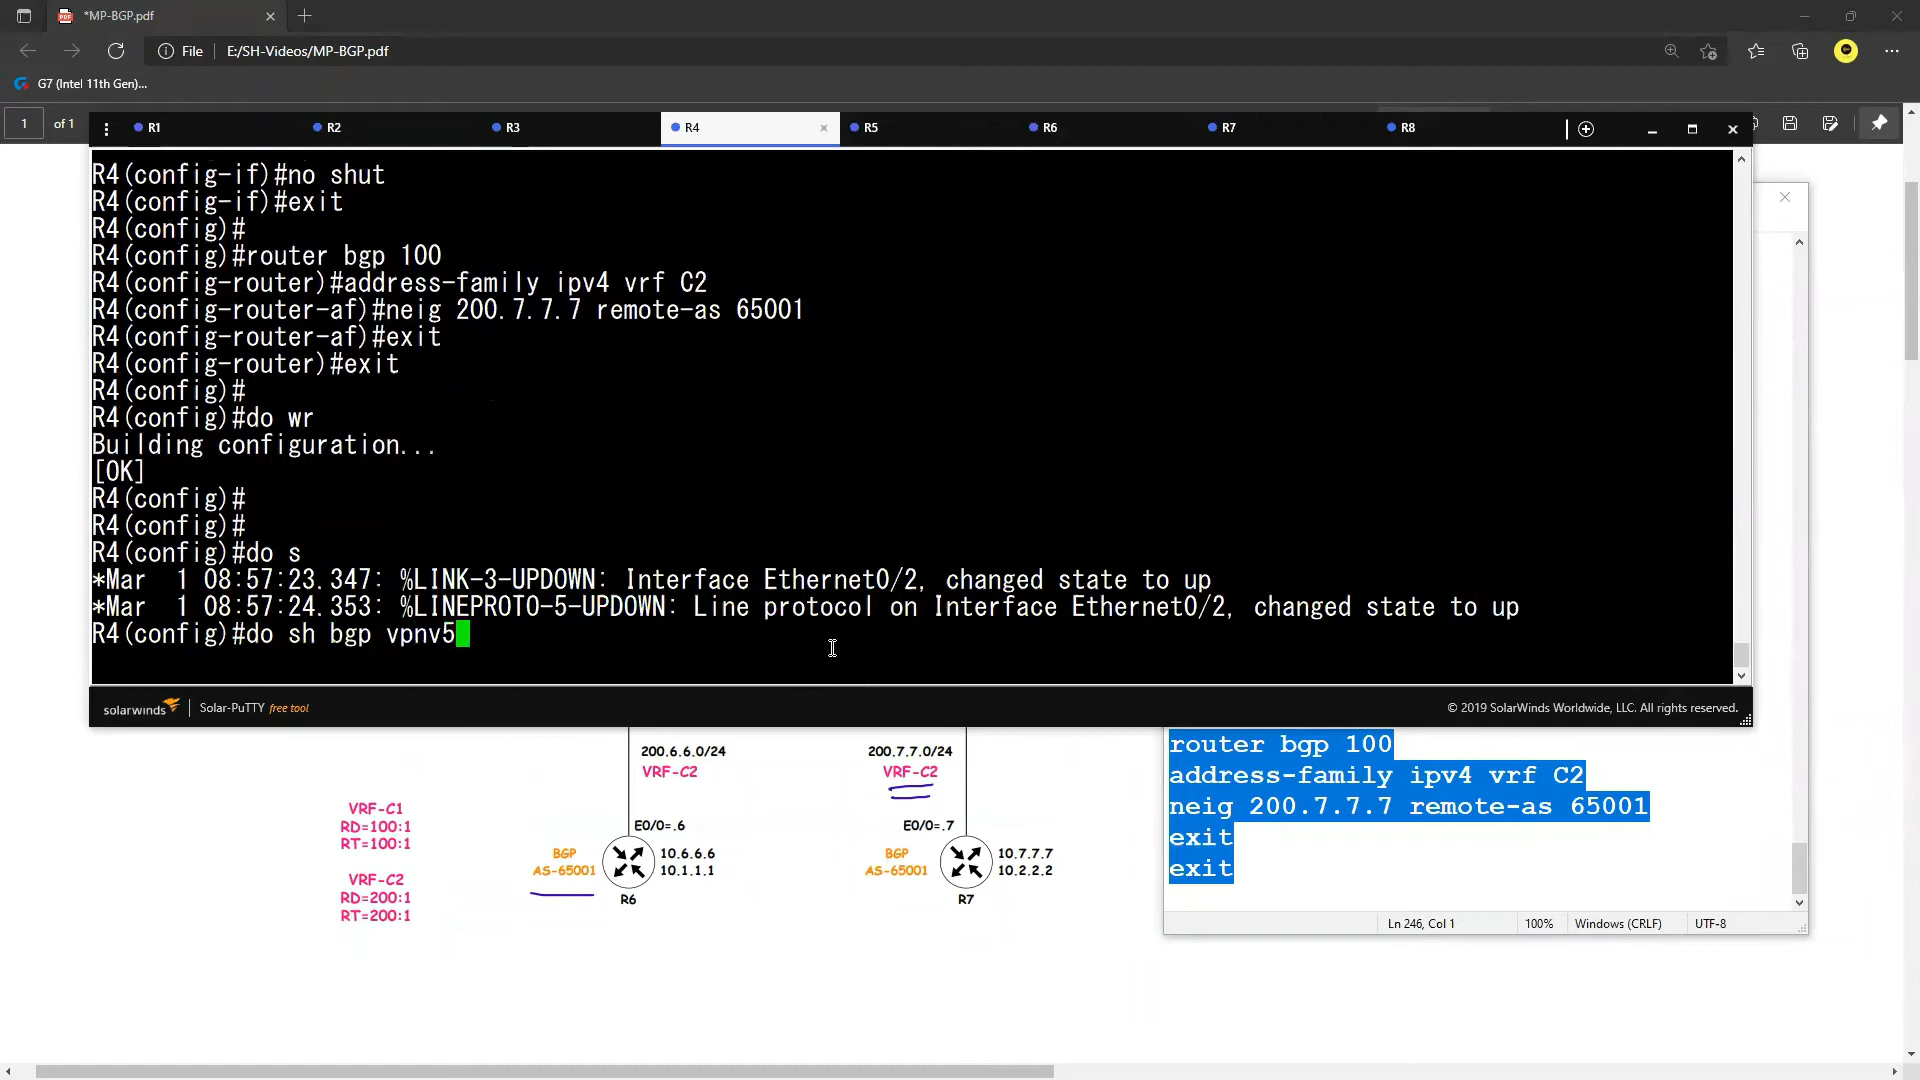 *MP-BGP.pdf
File
E:/SH-Videos/MP-BGP.pdf
G7 (Intel 11th Gen)...
1 of 1
R1
R2
R3
R4
R5
R6
R7
R8
R4(config-if)#no shut
R4(config-if)#exit
R4(config)#
R4(config)#router bgp 100
R4(config-router)#address-family ipv4 vrf C2
R4(config-router-af)#neig 200.7.7.7 remote-as 65001
R4(config-router-af)#exit
R4(config-router)#exit
R4(config)#
R4(config)#do wr
Building configuration...
[OK]
R4(config)#
R4(config)#
R4(config)#do s
*Mar  1 08:57:23.347: %LINK-3-UPDOWN: Interface Ethernet0/2, changed state to up
*Mar  1 08:57:24.353: %LINEPROTO-5-UPDOWN: Line protocol on Interface Ethernet0/2, changed state to up
R4(config)#do sh bgp vpnv5
solarwinds
Solar-PuTTY free tool
© 2019 SolarWinds Worldwide, LLC. All rights reserved.
200.6.6.0/24
VRF-C2
200.7.7.0/24
VRF-C2
VRF-C1
RD=100:1
RT=100:1
VRF-C2
RD=200:1
RT=200:1
E0/0=.6
BGP
AS-65001
10.6.6.6
10.1.1.1
R6
E0/0=.7
BGP
AS-65001
10.7.7.7
10.2.2.2
R7
router bgp 100
address-family ipv4 vrf C2
neig 200.7.7.7 remote-as 65001
exit
exit
Ln 246, Col 1
100%
Windows (CRLF)
UTF-8